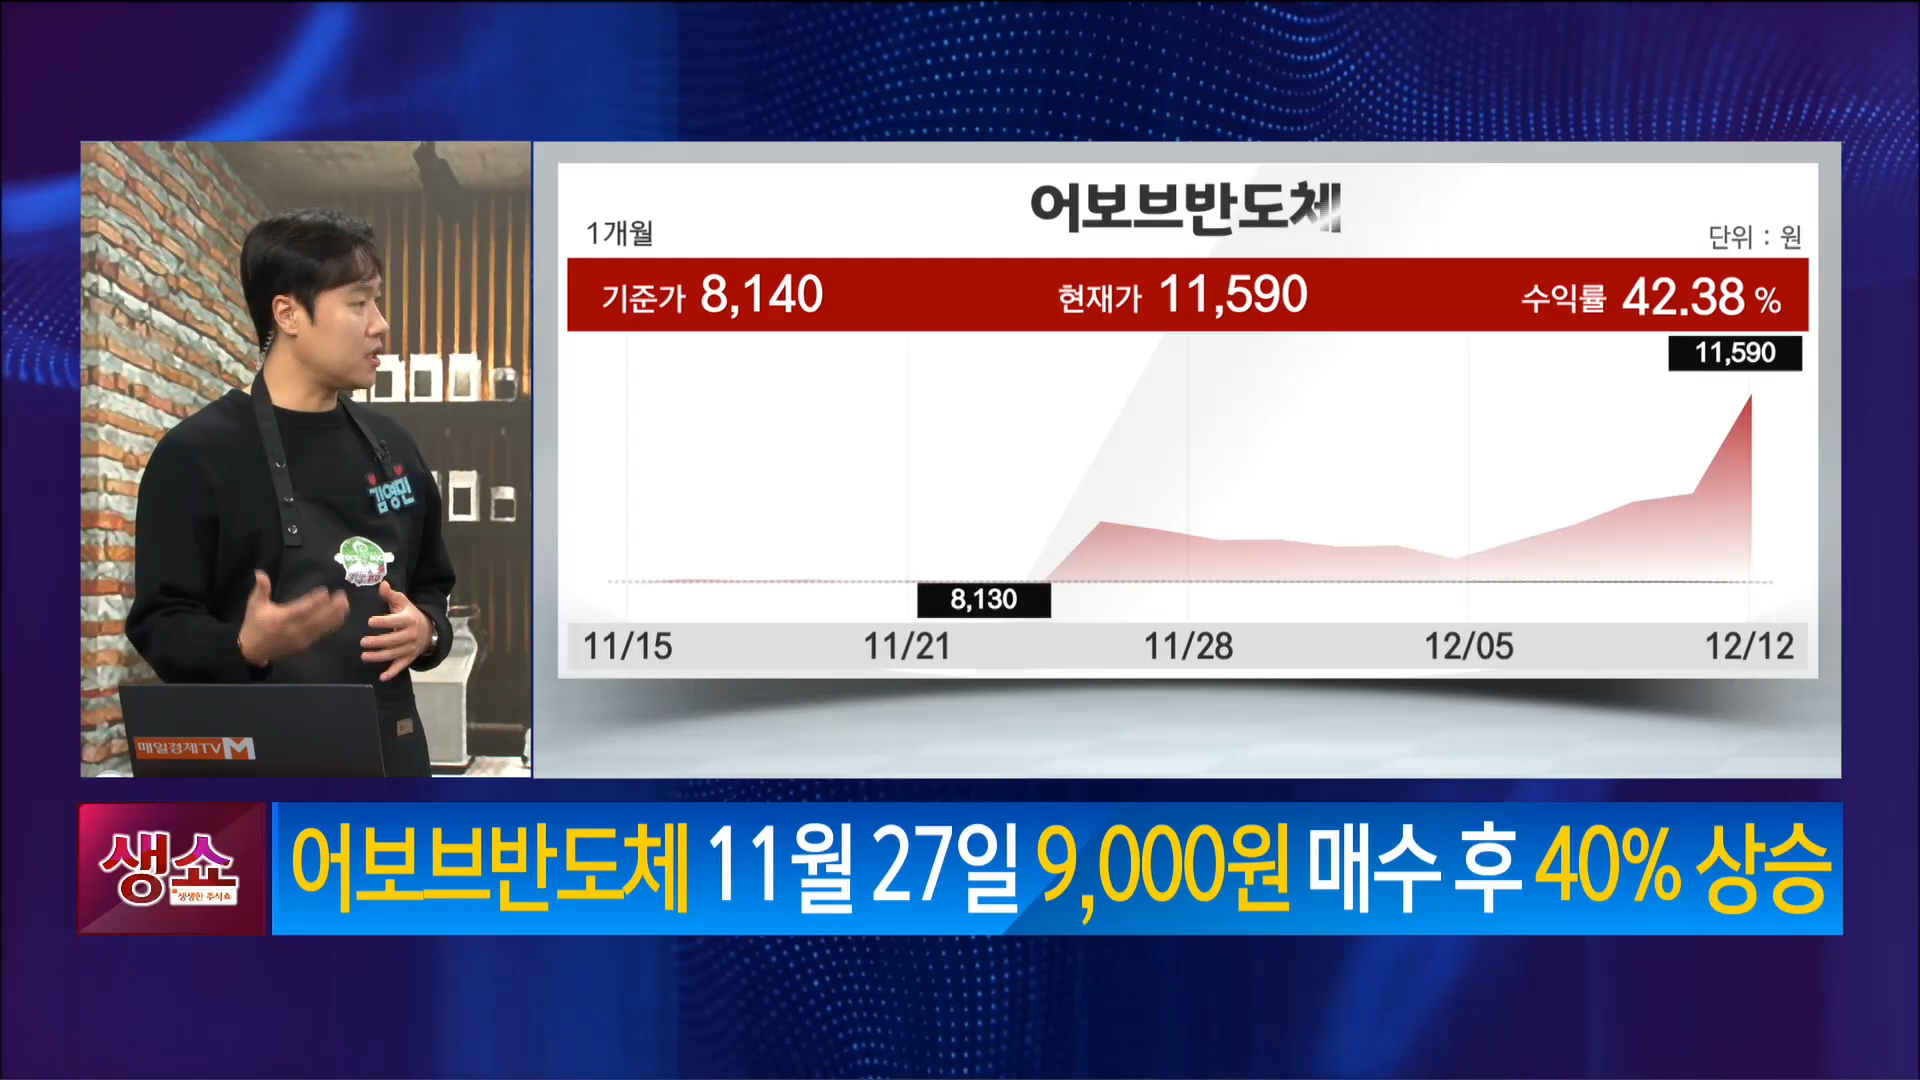 어보브반도체
1개월
단위 : 원
기준가 8,140 현재가 11,590 수익률 42.38 %
11,590
8,130
11/15 11/21 11/28 12/05 12/12
김영민
매일경제TV M
생쇼
생생한 주식쇼
어보브반도체 11월 27일 9,000원 매수 후 40% 상승